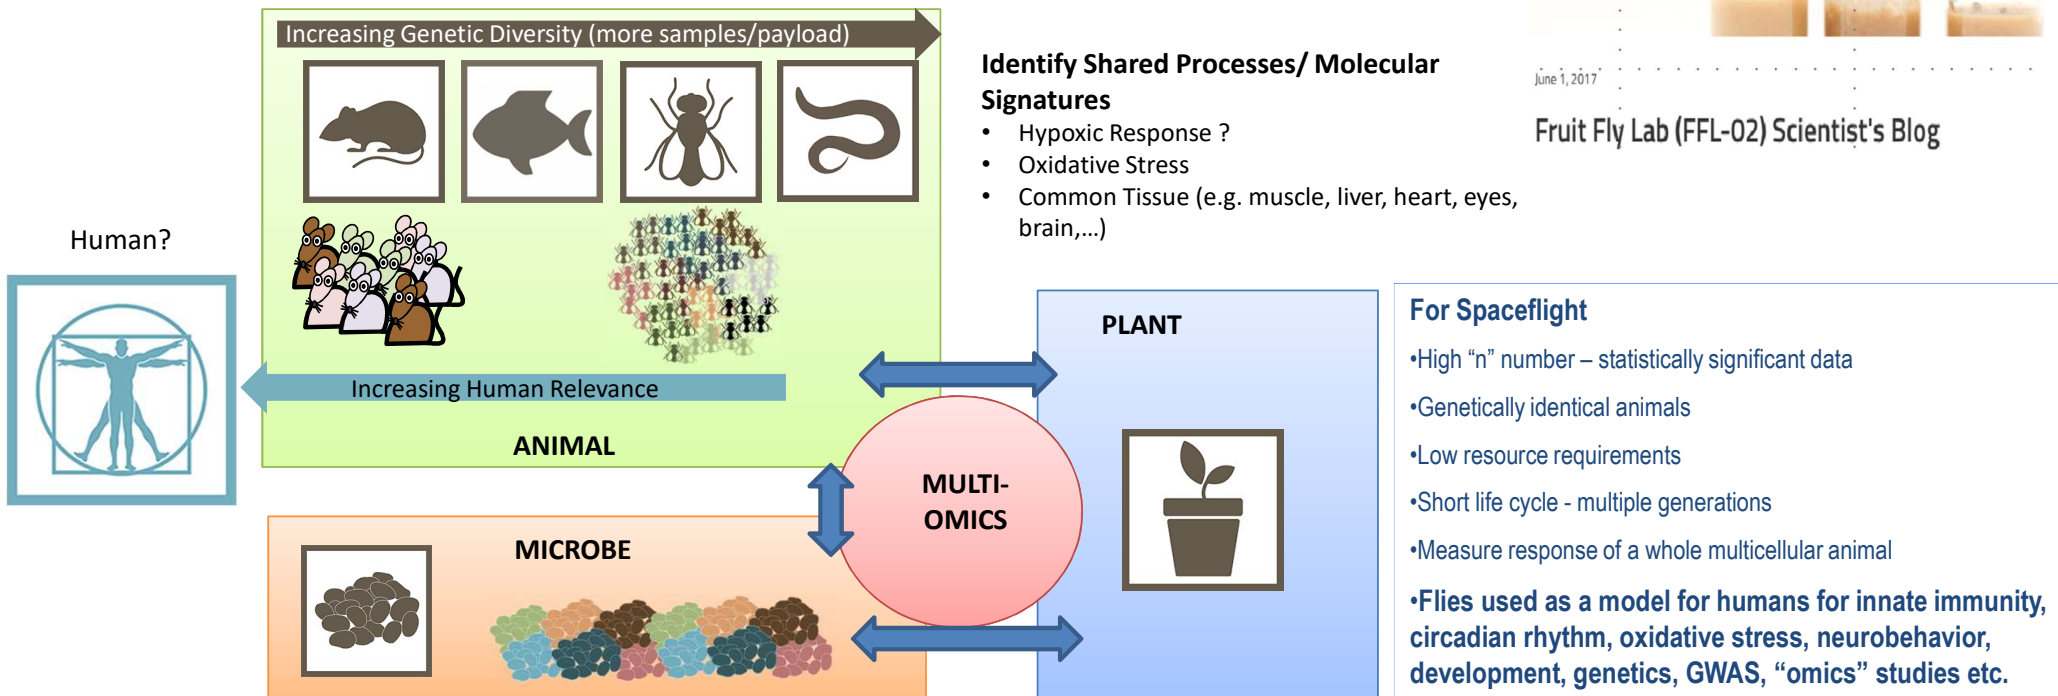 Increasing Genetic Diversity (more samples/payload)
Identify Shared Processes/ Molecular
Signatures
• Hypoxic Response ?
• Oxidative Stress
• Common Tissue (e.g. muscle, liver, heart, eyes,
brain,...)
June 1, 2017
Fruit Fly Lab (FFL-02) Scientist's Blog
Human?
Increasing Human Relevance
ANIMAL
PLANT
MULTI-
OMICS
MICROBE
For Spaceflight
•High “n” number – statistically significant data
•Genetically identical animals
•Low resource requirements
•Short life cycle - multiple generations
•Measure response of a whole multicellular animal
•Flies used as a model for humans for innate immunity,
circadian rhythm, oxidative stress, neurobehavior,
development, genetics, GWAS, “omics” studies etc.